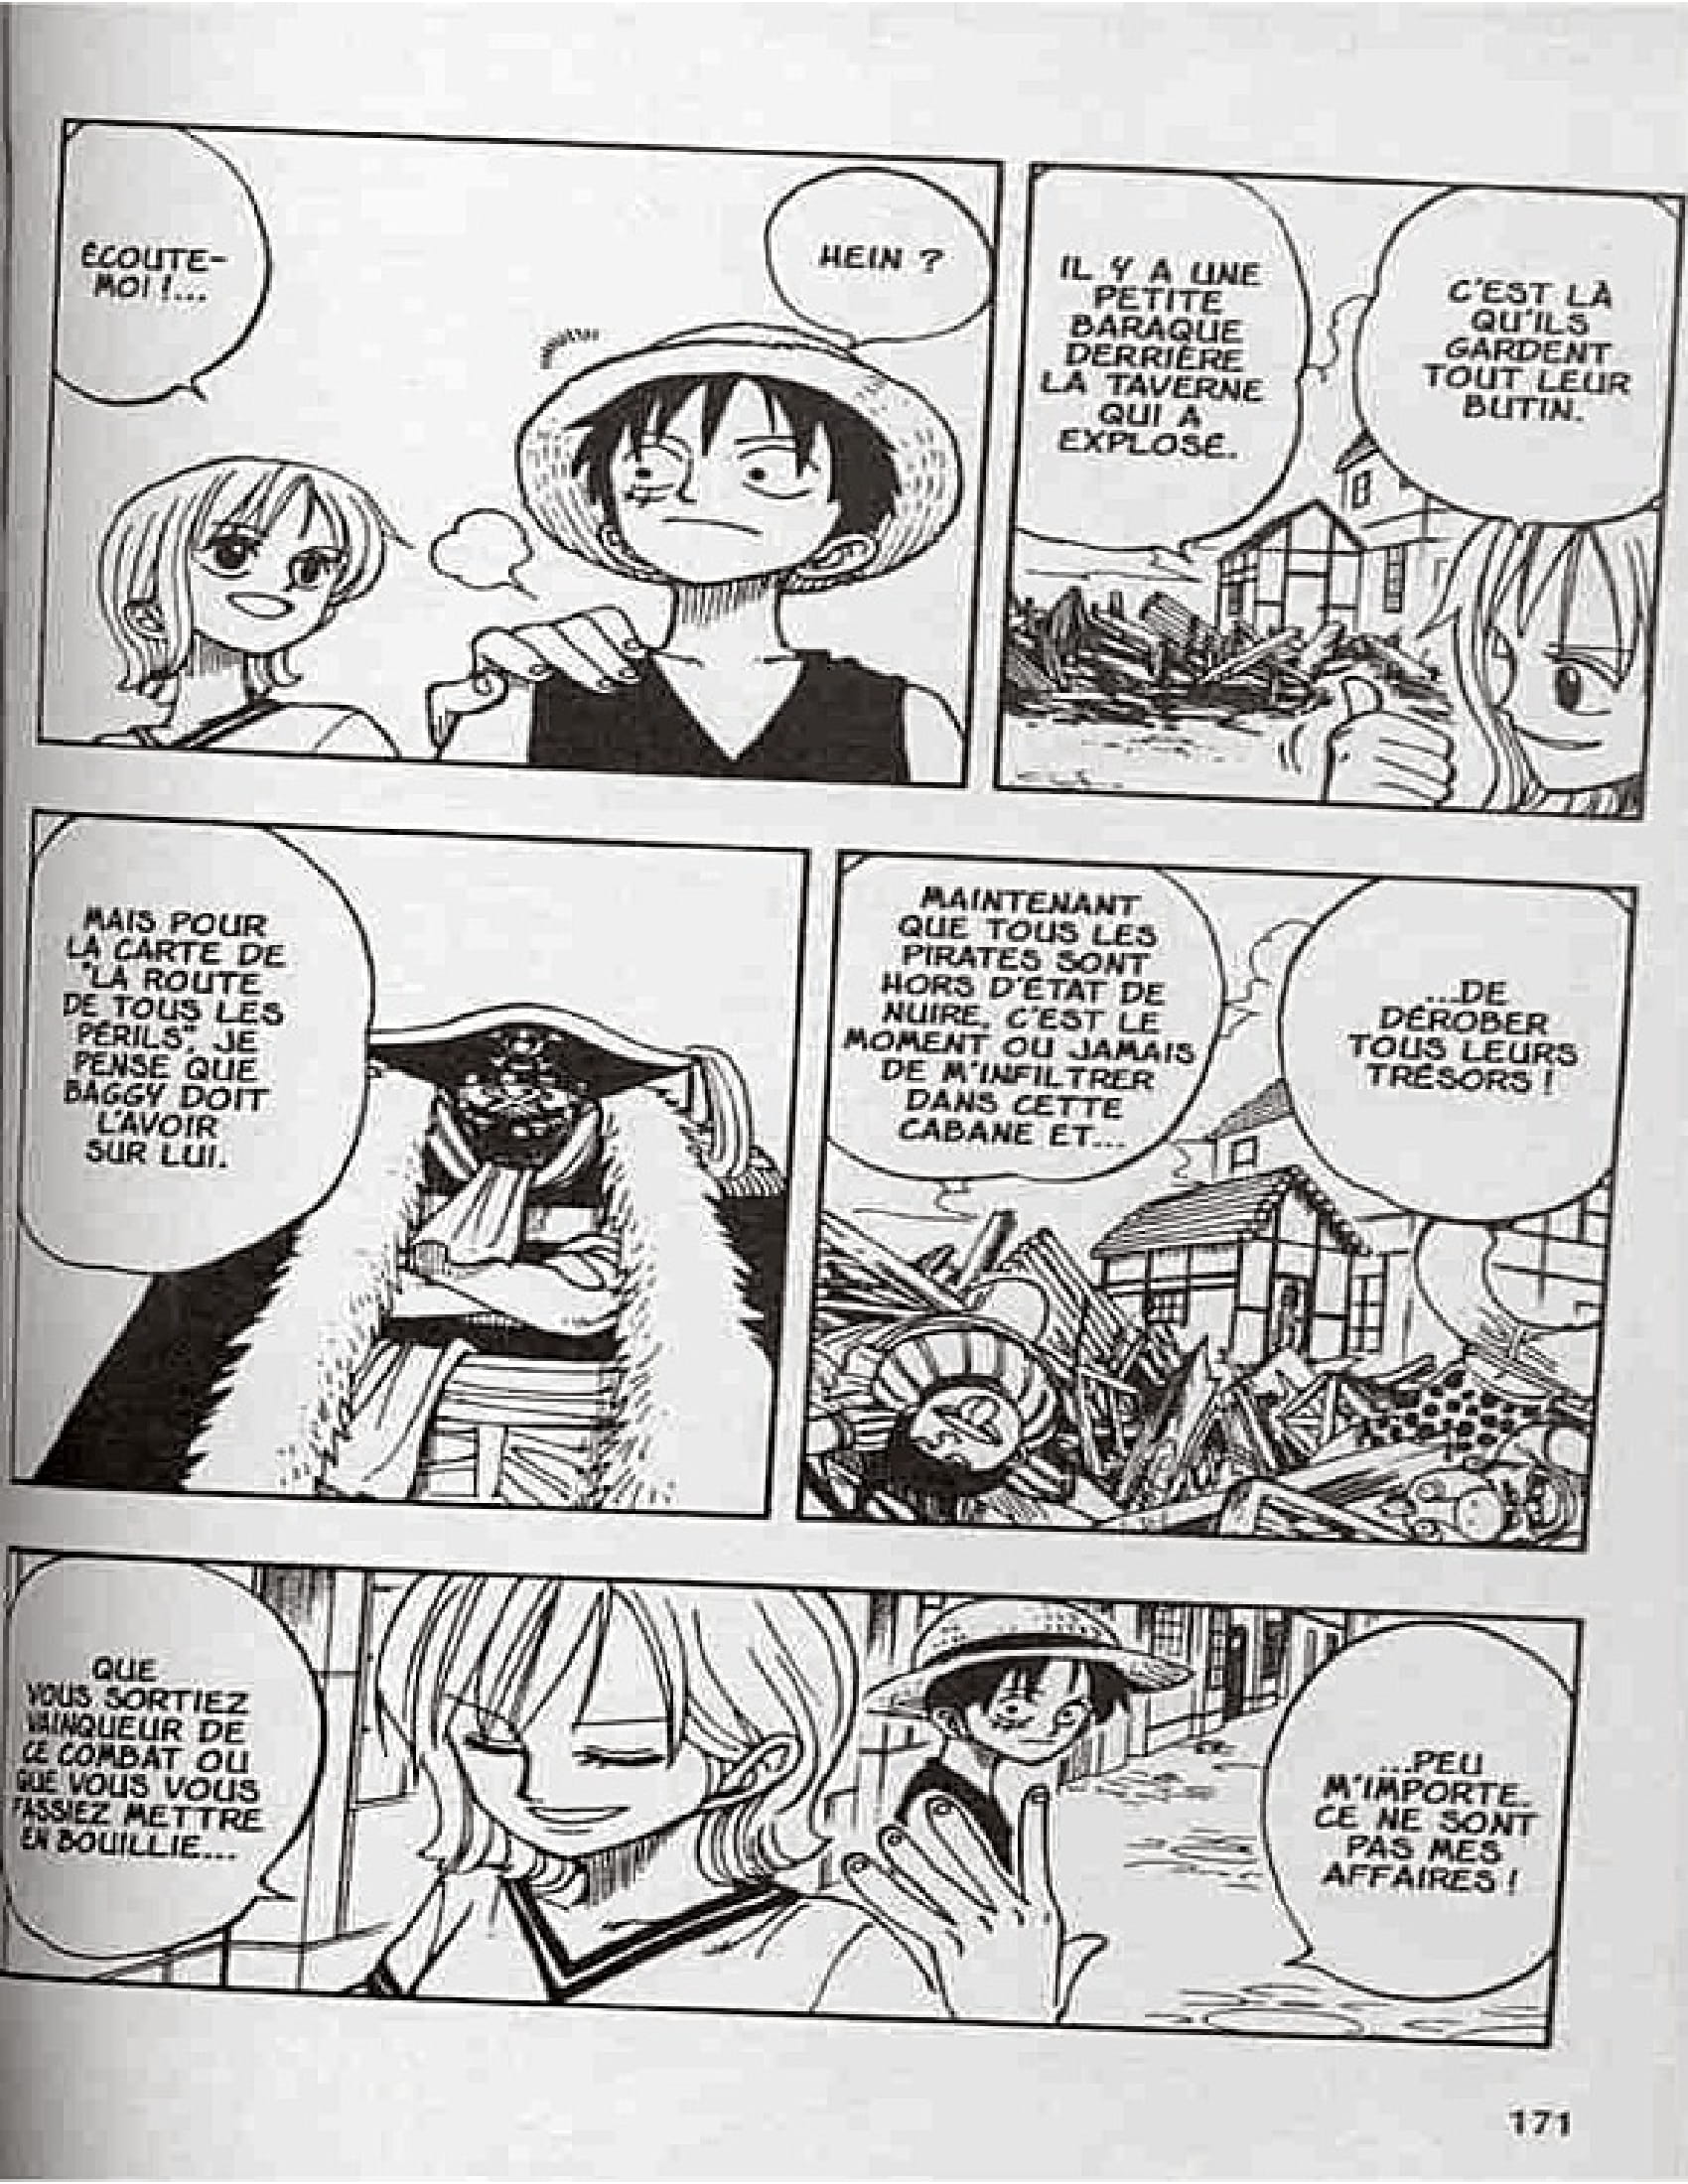 ÉCOUTE-
MOI !...
HEIN ?
IL Y A UNE
PETITE
BARAQUE
DERRIÈRE
LA TAVERNE
QUI A
EXPLOSÉ.
C'EST LÀ
QU'ILS
GARDENT
TOUT LEUR
BUTIN.
MAIS POUR
LA CARTE DE
"LA ROUTE
DE TOUS LES
PÉRILS", JE
PENSE QUE
BAGGY DOIT
L'AVOIR
SUR LUI.
MAINTENANT
QUE TOUS LES
PIRATES SONT
HORS D'ÉTAT DE
NUIRE, C'EST LE
MOMENT OU JAMAIS
DE M'INFILTRER
DANS CETTE
CABANE ET...
...DE
DÉROBER
TOUS LEURS
TRÉSORS !
QUE
VOUS SORTIEZ
VAINQUEUR DE
CE COMBAT OU
QUE VOUS VOUS
FASSIEZ METTRE
EN BOUILLIE...
...PEU
M'IMPORTE.
CE NE SONT
PAS MES
AFFAIRES !
171